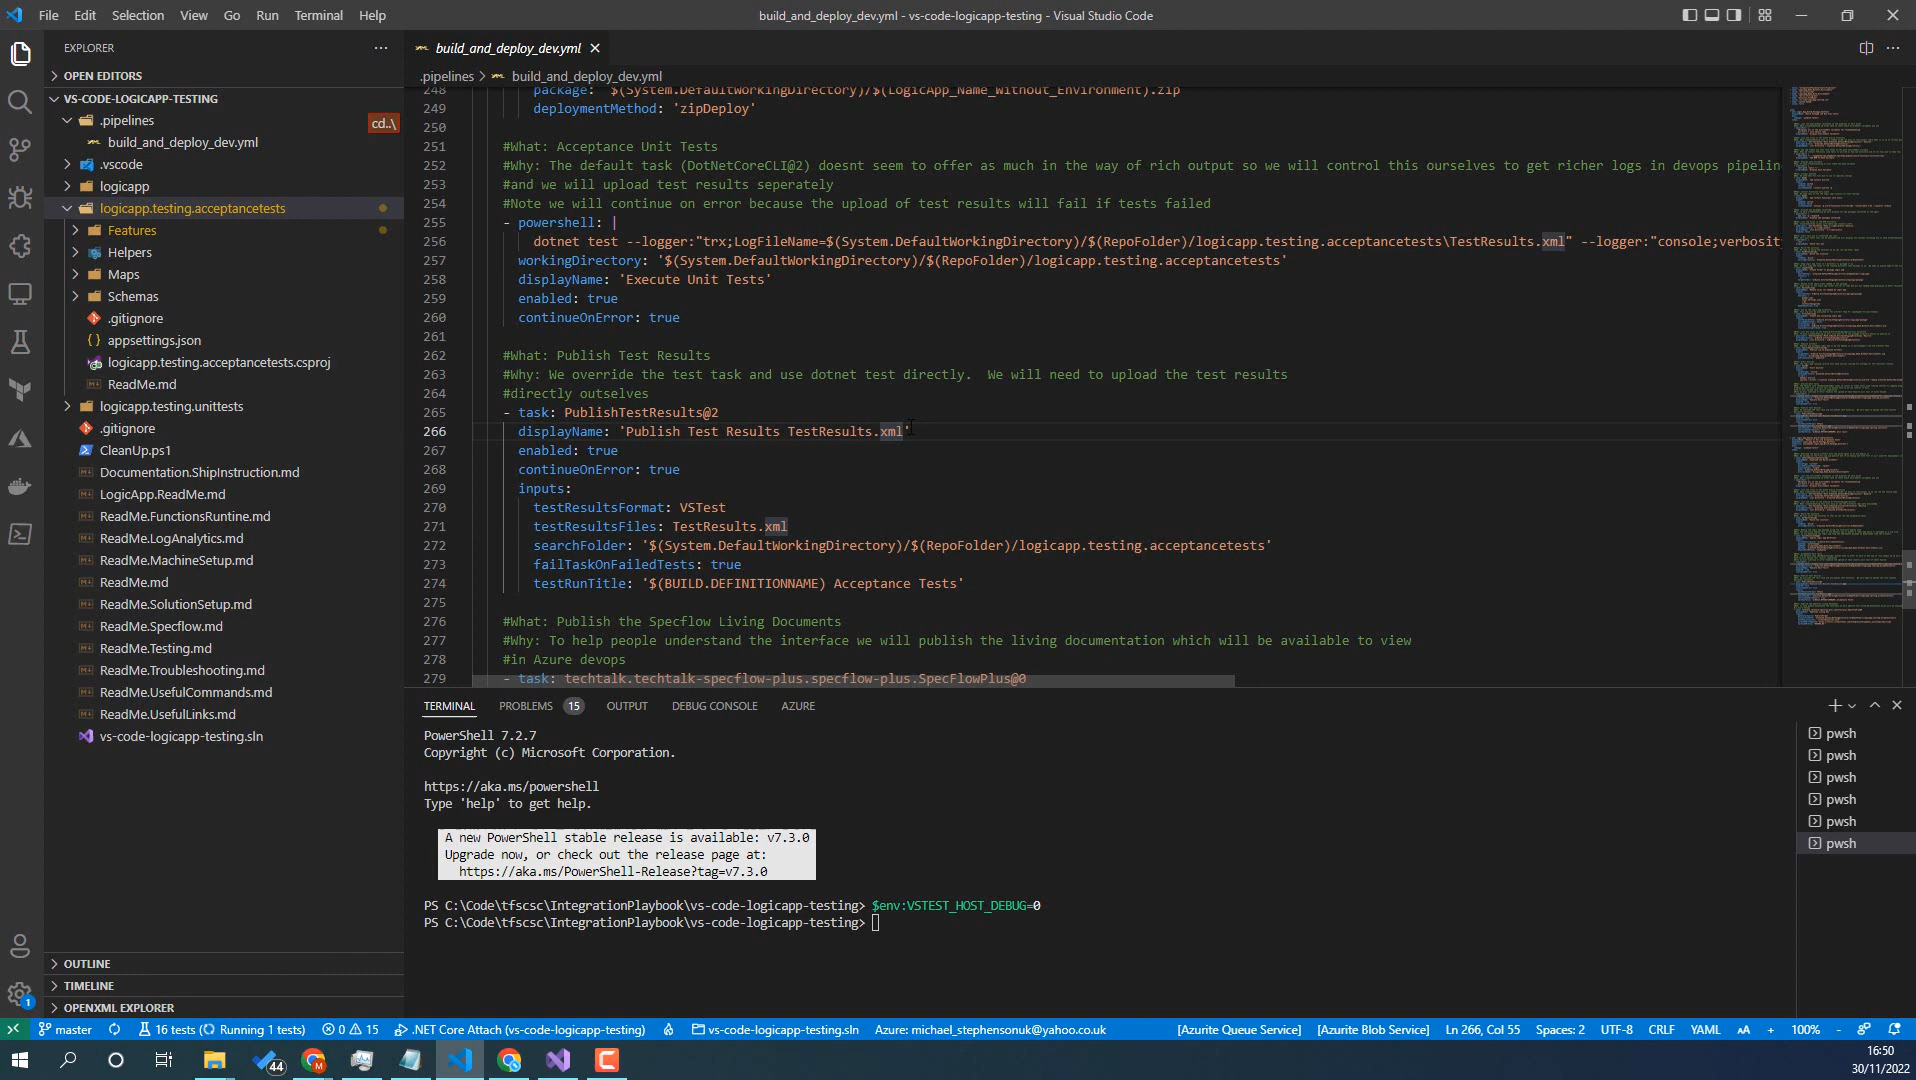 File Edit Selection View Go Run Terminal Help
build_and_deploy_dev.yml - vs-code-logicapp-testing - Visual Studio Code
EXPLORER
OPEN EDITORS
VS-CODE-LOGICAPP-TESTING
.pipelines
cd..\
build_and_deploy_dev.yml
.vscode
logicapp
logicapp.testing.acceptancetests
Features
Helpers
Maps
Schemas
.gitignore
appsettings.json
logicapp.testing.acceptancetests.csproj
ReadMe.md
logicapp.testing.unittests
.gitignore
CleanUp.ps1
Documentation.ShipInstruction.md
LogicApp.ReadMe.md
ReadMe.FunctionsRuntime.md
ReadMe.LogAnalytics.md
ReadMe.MachineSetup.md
ReadMe.md
ReadMe.SolutionSetup.md
ReadMe.Specflow.md
ReadMe.Testing.md
ReadMe.Troubleshooting.md
ReadMe.UsefulCommands.md
ReadMe.UsefulLinks.md
vs-code-logicapp-testing.sln
OUTLINE
TIMELINE
OPENXML EXPLORER
build_and_deploy_dev.yml
.pipelines > build_and_deploy_dev.yml
248 package: '$(System.DefaultWorkingDirectory)/$(LogicApp_Name_Without_Environment).zip
249 deploymentMethod: 'zipDeploy'
250
251 #What: Acceptance Unit Tests
252 #Why: The default task (DotNetCoreCLI@2) doesnt seem to offer as much in the way of rich output so we will control this ourselves to get richer logs in devops pipelin
253 #and we will upload test results seperately
254 #Note we will continue on error because the upload of test results will fail if tests failed
255 - powershell: |
256 dotnet test --logger:"trx;LogFileName=$(System.DefaultWorkingDirectory)/$(RepoFolder)/logicapp.testing.acceptancetests\TestResults.xml" --logger:"console;verbosity
257 workingDirectory: '$(System.DefaultWorkingDirectory)/$(RepoFolder)/logicapp.testing.acceptancetests'
258 displayName: 'Execute Unit Tests'
259 enabled: true
260 continueOnError: true
261
262 #What: Publish Test Results
263 #Why: We override the test task and use dotnet test directly.  We will need to upload the test results
264 #directly outselves
265 - task: PublishTestResults@2
266 displayName: 'Publish Test Results TestResults.xml'
267 enabled: true
268 continueOnError: true
269 inputs:
270 testResultsFormat: VSTest
271 testResultsFiles: TestResults.xml
272 searchFolder: '$(System.DefaultWorkingDirectory)/$(RepoFolder)/logicapp.testing.acceptancetests'
273 failTaskOnFailedTests: true
274 testRunTitle: '$(BUILD.DEFINITIONNAME) Acceptance Tests'
275
276 #What: Publish the Specflow Living Documents
277 #Why: To help people understand the interface we will publish the living documentation which will be available to view
278 #in Azure devops
279 - task: techtalk.techtalk-specflow-plus.specflow-plus.SpecFlowPlus@0
TERMINAL PROBLEMS 15 OUTPUT DEBUG CONSOLE AZURE
PowerShell 7.2.7
Copyright (c) Microsoft Corporation.
https://aka.ms/powershell
Type 'help' to get help.
A new PowerShell stable release is available: v7.3.0
Upgrade now, or check out the release page at:
https://aka.ms/PowerShell-Release?tag=v7.3.0
PS C:\Code\tfscsc\IntegrationPlaybook\vs-code-logicapp-testing> $env:VSTEST_HOST_DEBUG=0
PS C:\Code\tfscsc\IntegrationPlaybook\vs-code-logicapp-testing>
pwsh
pwsh
pwsh
pwsh
pwsh
pwsh
1
master 16 tests (Running 1 tests) 0 15 .NET Core Attach (vs-code-logicapp-testing) vs-code-logicapp-testing.sln Azure: michael_stephensonuk@yahoo.co.uk [Azurite Queue Service] [Azurite Blob Service] Ln 266, Col 55 Spaces: 2 UTF-8 CRLF YAML AA + 100% -
44
M
16:50
30/11/2022